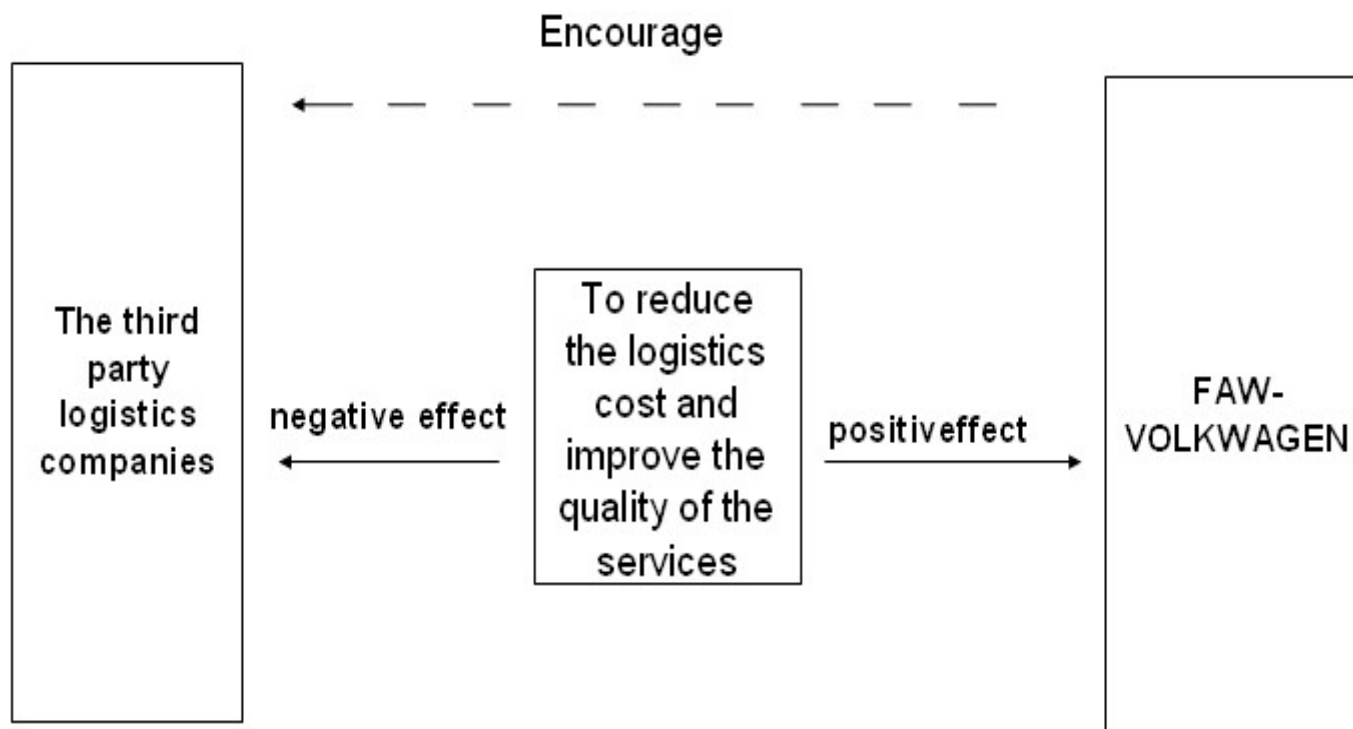 Encourage
The third
party
logistics
companies
negative effect
To reduce
the logistics
cost and
improve the
quality of the
services
positiveffect
FAW-
VOLKWAGEN